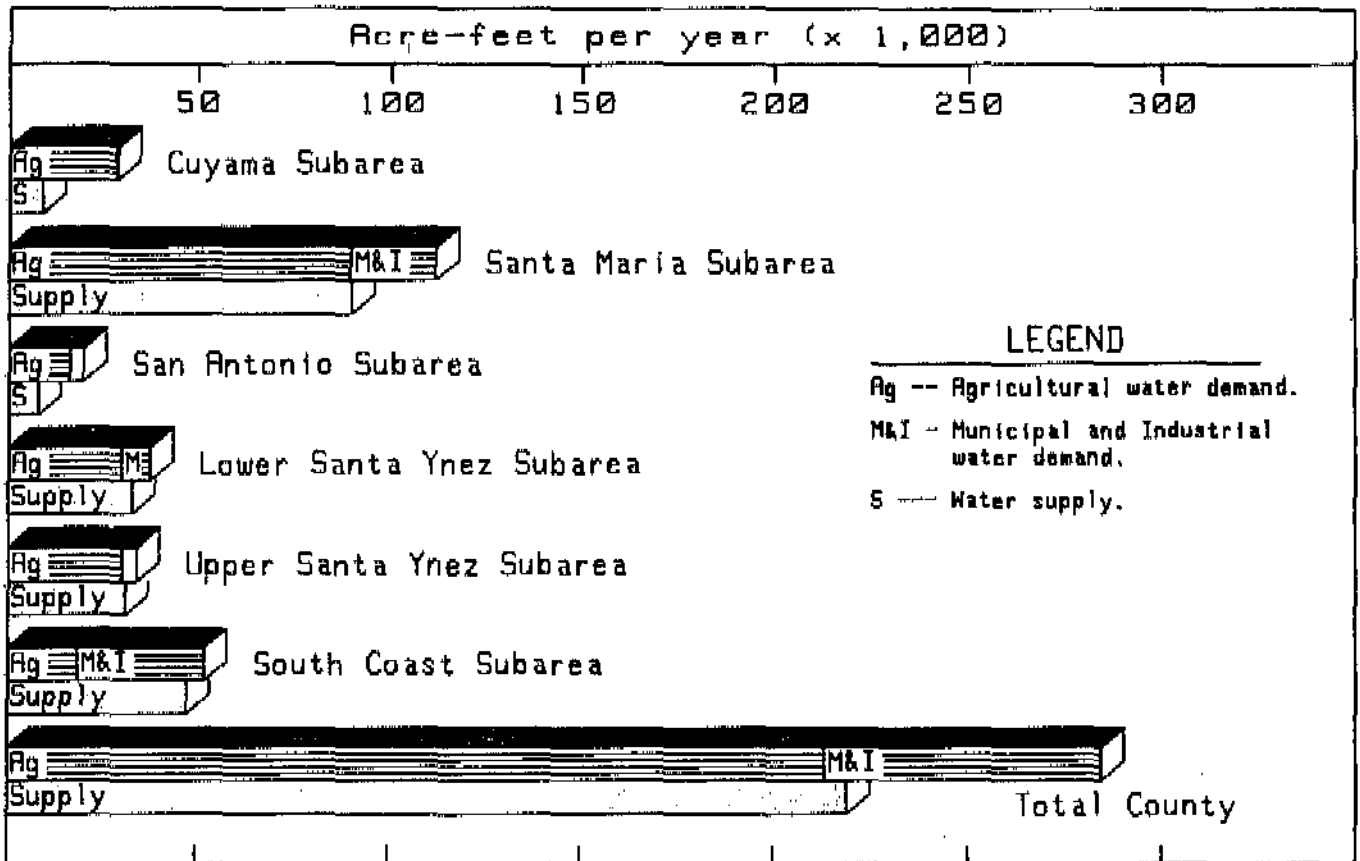 Acre-feet per year (x 1,000)
50 100 150 200 250 300
Ag Cuyama Subarea
S
Ag M&I Santa Maria Subarea
Supply
Ag San Antonio Subarea
S
Ag M Lower Santa Ynez Subarea
Supply
Ag Upper Santa Ynez Subarea
Supply
Ag M&I South Coast Subarea
Supply
Ag M&I
Supply Total County
LEGEND
Ag -- Agricultural water demand.
M&I - Municipal and Industrial
water demand.
S --- Water supply.